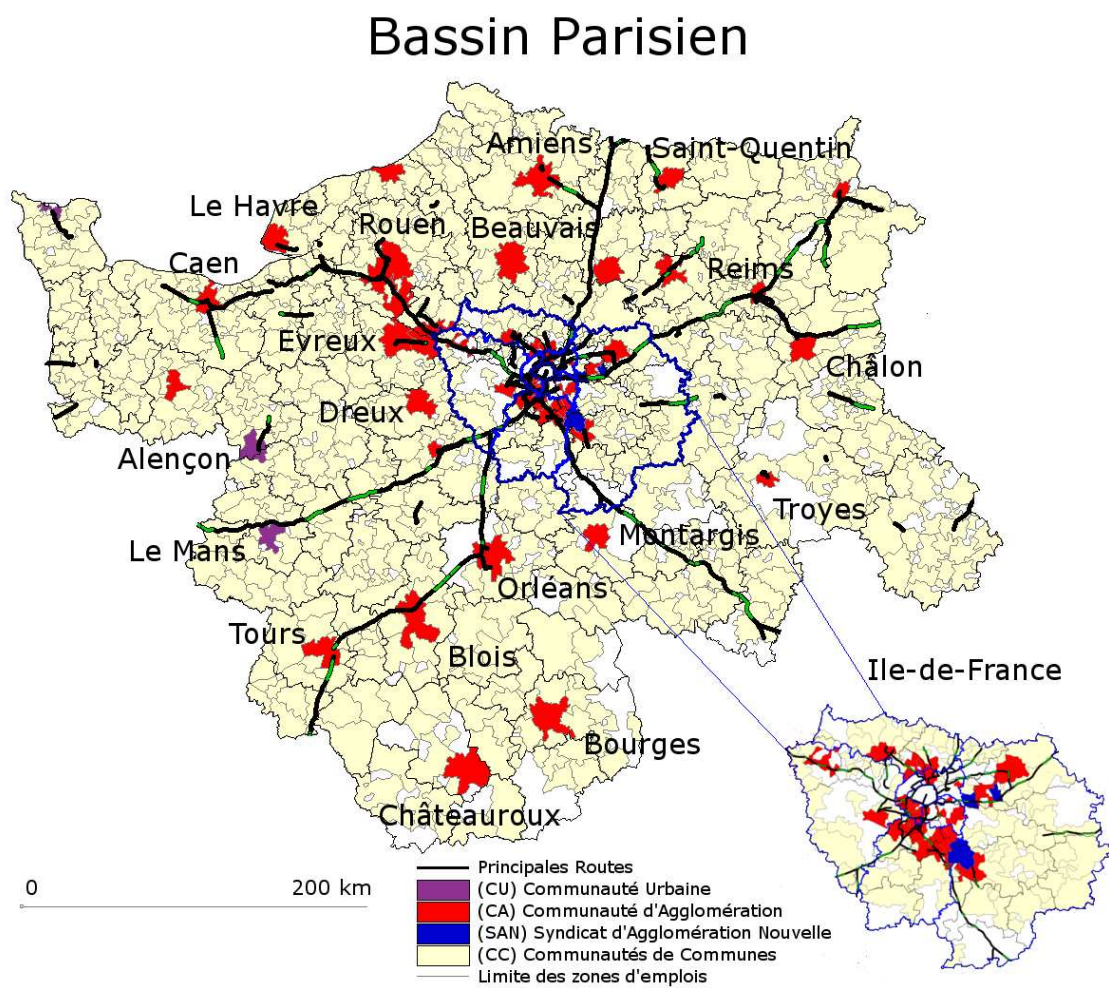 Bassin Parisien
Amiens
Saint-Quentin
Le Havre
Rouen
Beauvais
Caen
Reims
Evreux
Châlon
Dreux
Alençon
Troyes
Montargis
Le Mans
Orléans
Tours
Blois
Ile-de-France
Bourges
Châteauroux
Principales Routes
0 200 km
(CU) Communauté Urbaine
(CA) Communauté d'Agglomération
(SAN) Syndicat d'Agglomération Nouvelle
(CC) Communautés de Communes
Limite des zones d'emplois